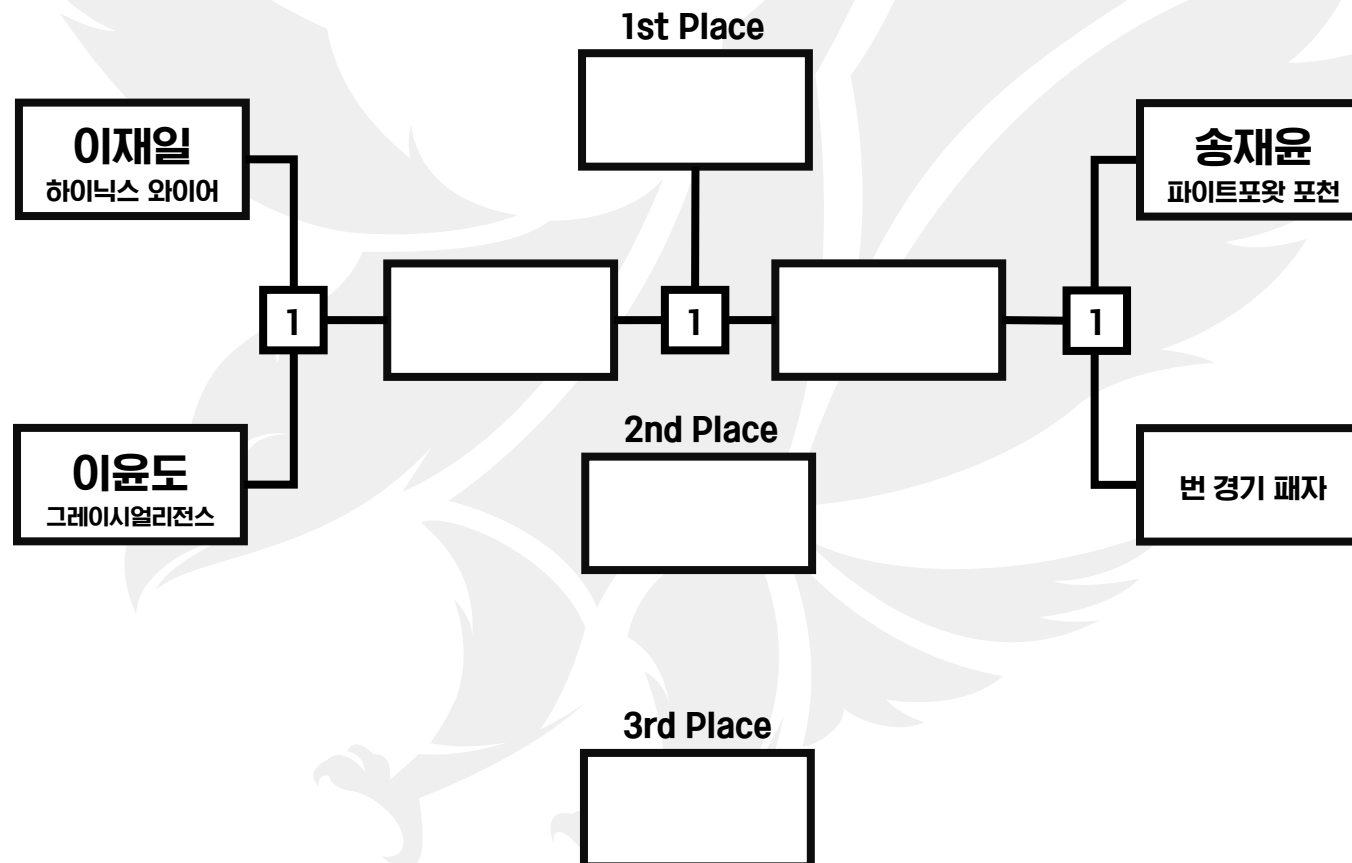 1st Place
이재일
하이닉스 와이어
송재윤
파이트포왓 포천
1
1
1
이윤도
그레이시얼리전스
2nd Place
번 경기 패자
3rd Place